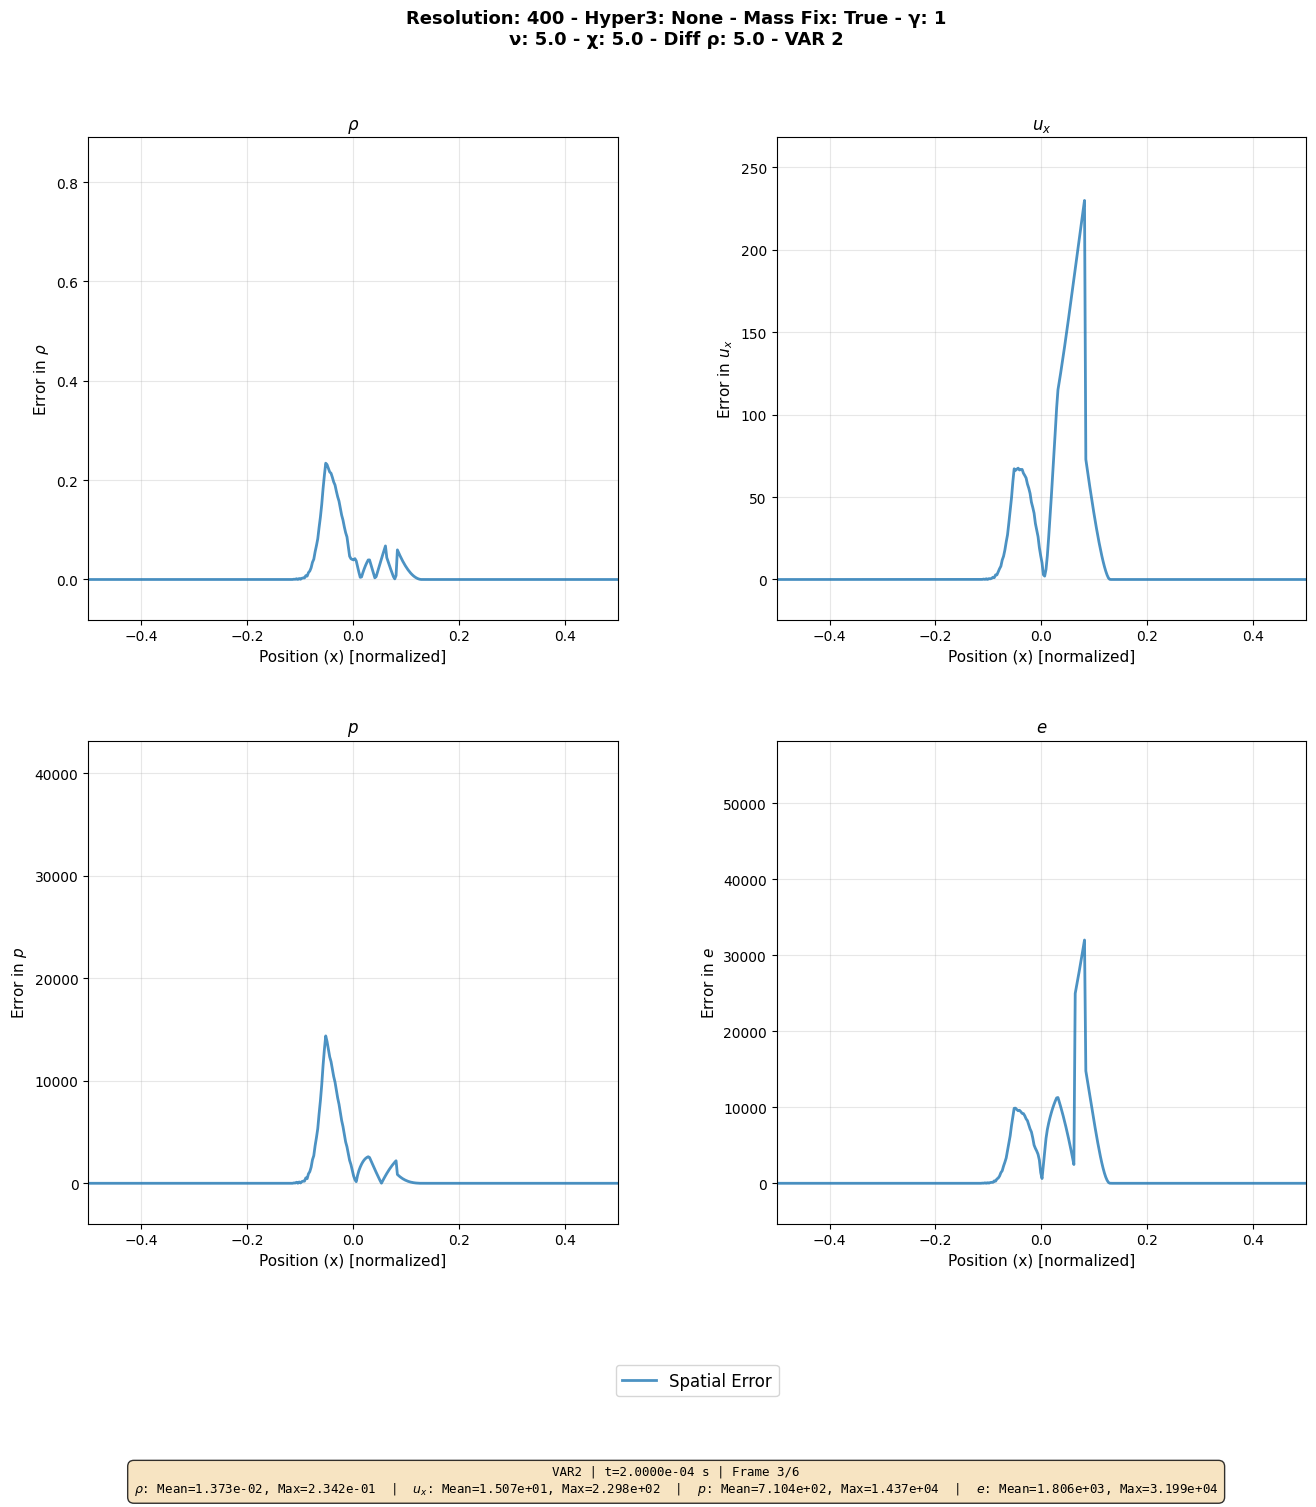 Resolution: 400 - Hyper3: None - Mass Fix: True - γ: 1
ν: 5.0 - χ: 5.0 - Diff ρ: 5.0 - VAR 2
ρ
0.8
0.6
0.4
0.2
0.0
Error in ρ
−0.4 −0.2 0.0 0.2 0.4
Position (x) [normalized]
u_x
250
200
150
100
50
0
Error in u_x
−0.4 −0.2 0.0 0.2 0.4
Position (x) [normalized]
p
40000
30000
20000
10000
0
Error in p
−0.4 −0.2 0.0 0.2 0.4
Position (x) [normalized]
e
50000
40000
30000
20000
10000
0
Error in e
−0.4 −0.2 0.0 0.2 0.4
Position (x) [normalized]
Spatial Error
VAR2 | t=2.0000e-04 s | Frame 3/6
ρ: Mean=1.373e-02, Max=2.342e-01 | u_x: Mean=1.507e+01, Max=2.298e+02 | p: Mean=7.104e+02, Max=1.437e+04 | e: Mean=1.806e+03, Max=3.199e+04